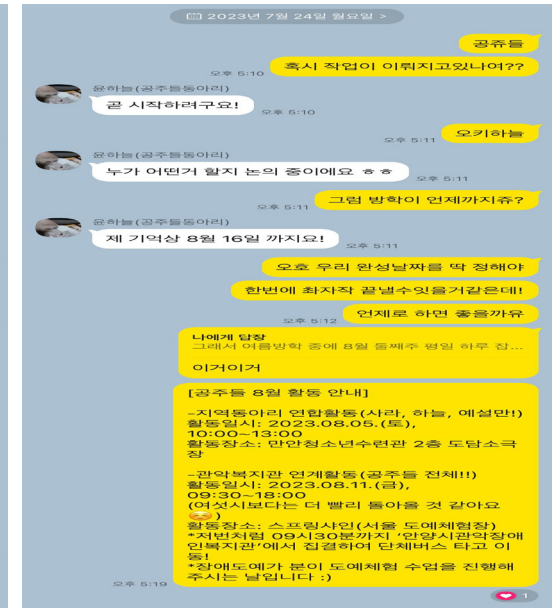 2023년 7월 24일 월요일 >
공쥬들
혹시 작업이 이뤄지고있나여??
오후 5:10
윤하늘(공주들동아리)
곧 시작하려구요!
오후 5:10
오키하늘
오후 5:11
윤하늘(공주들동아리)
누가 어떤거 할지 논의 중이에요 ㅎㅎ
오후 5:11
그럼 방학이 언제까지쥬?
오후 5:11
윤하늘(공주들동아리)
제 기억상 8월 16일 까지요!
오후 5:11
오호 우리 완성날짜를 딱 정해야
한번에 촤자작 끝낼수잇을거같은데!
언제로 하면 좋을까유
오후 5:12
나에게 답장
그래서 여름방학 중에 8월 둘째주 평일 하루 잡...
이거이거
[공주들 8월 활동 안내]
-지역동아리 연합활동(사라, 하늘, 예설만!)
활동일시: 2023.08.05.(토),
10:00~13:00
활동장소: 만안청소년수련관 2층 도담소극
장
-관악복지관 연계활동(공주들 전체!!)
활동일시: 2023.08.11.(금),
09:30~18:00
(여섯시보다는 더 빨리 돌아올 것 같아요
)
활동장소: 스프링샤인(서울 도예체험장)
*저번처럼 09시30분까지 '안양시관악장애
인복지관'에서 집결하여 단체버스 타고 이
동!
*장애도예가 분이 도예체험 수업을 진행해
주시는 날입니다 :)
오후 5:19
1